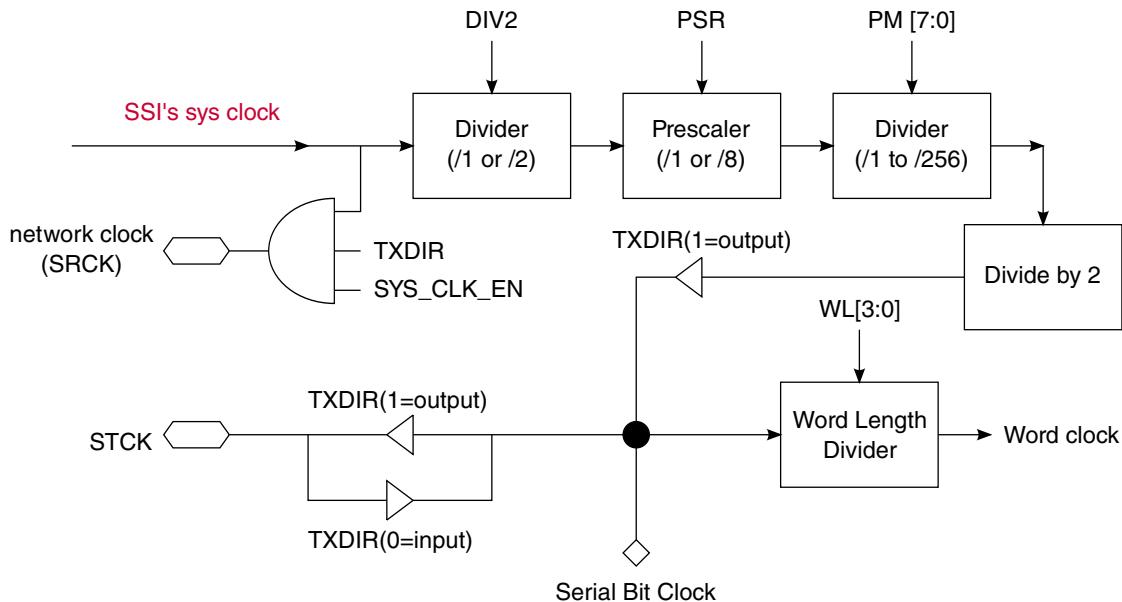 DIV2
PSR
PM [7:0]
SSI's sys clock
Divider
(/1 or /2)
Prescaler
(/1 or /8)
Divider
(/1 to /256)
network clock
(SRCK)
TXDIR
SYS_CLK_EN
TXDIR(1=output)
Divide by 2
WL[3:0]
TXDIR(1=output)
STCK
Word Length
Divider
Word clock
TXDIR(0=input)
Serial Bit Clock